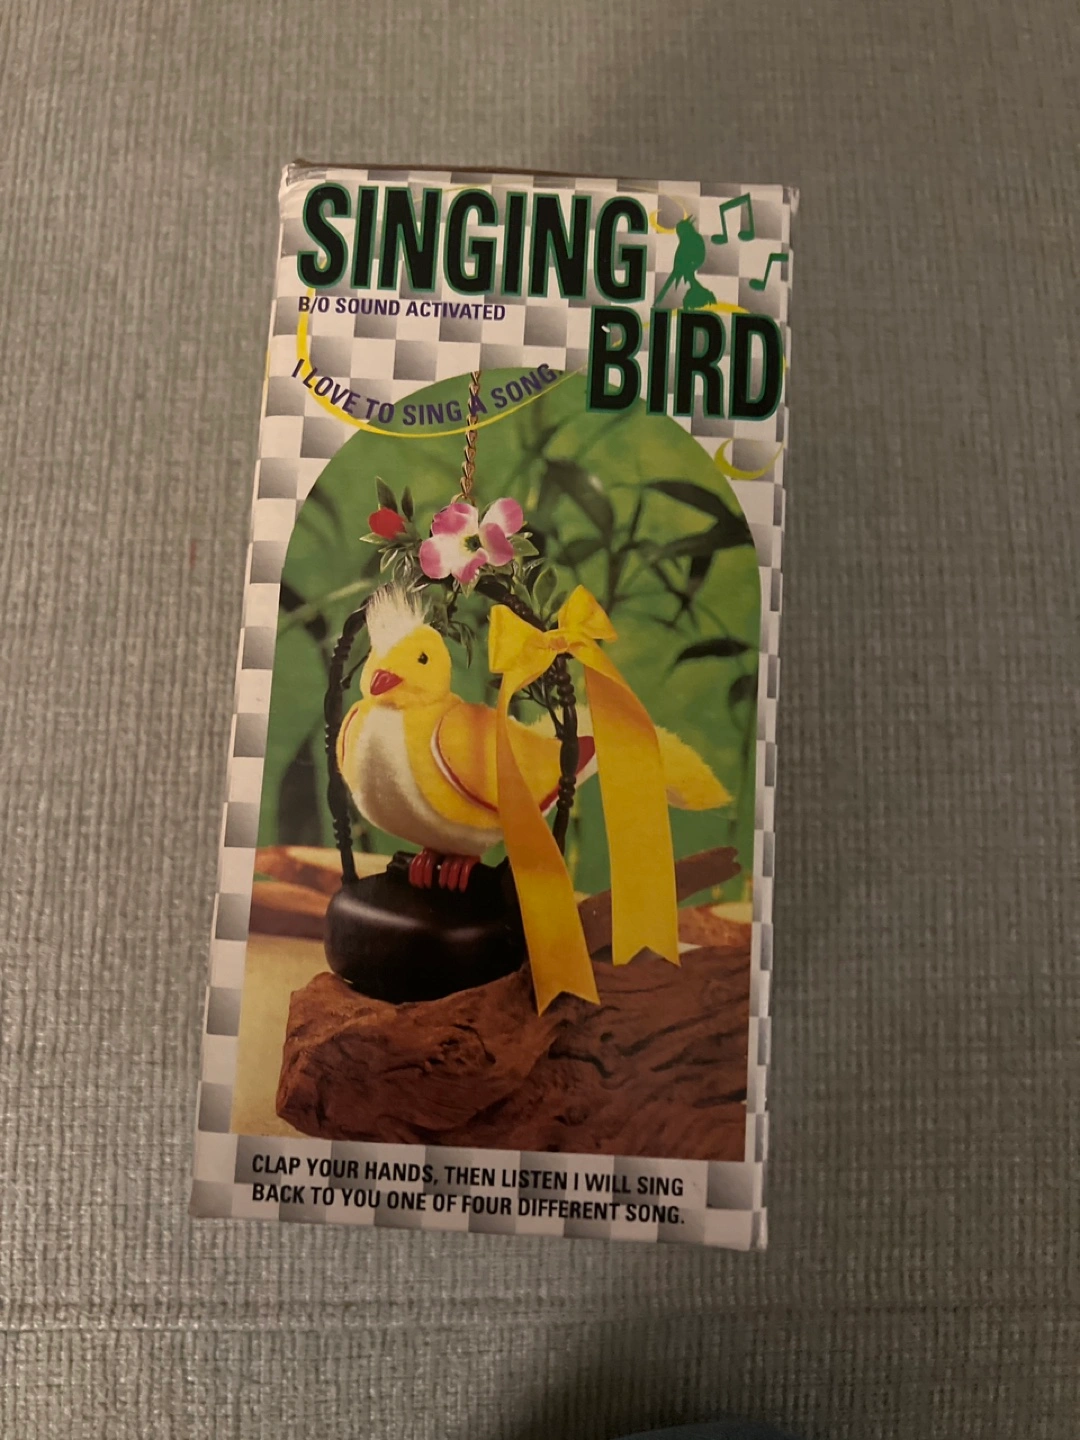 SINGING
BIRD
B/O SOUND ACTIVATED
I LOVE TO SING A SONG
CLAP YOUR HANDS, THEN LISTEN I WILL SING
BACK TO YOU ONE OF FOUR DIFFERENT SONG.